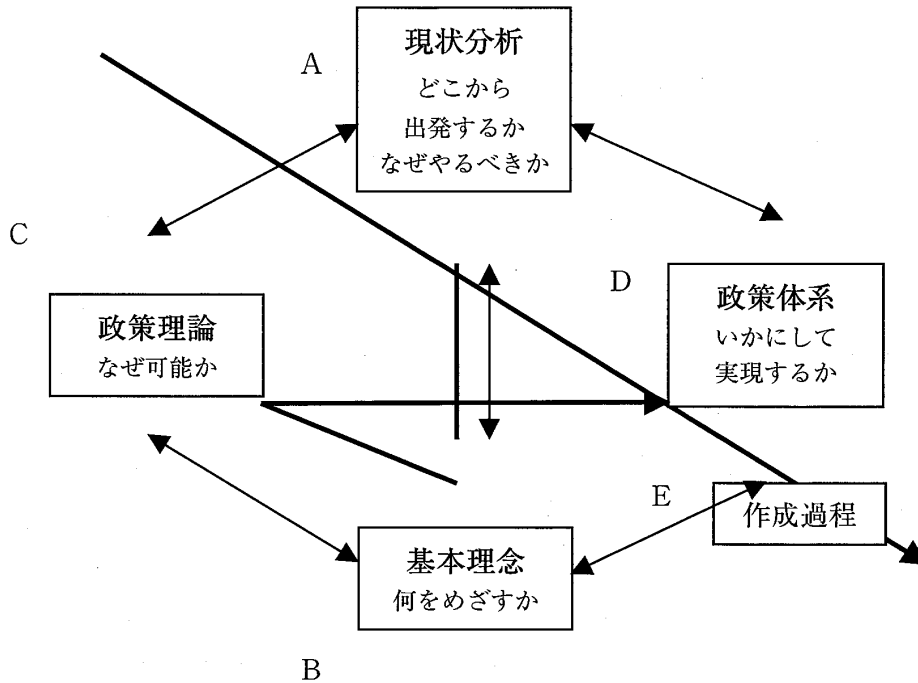 A
現状分析
どこから
出発するか
なぜやるべきか
C
政策理論
なぜ可能か
D
政策体系
いかにして
実現するか
E
作成過程
基本理念
何をめざすか
B